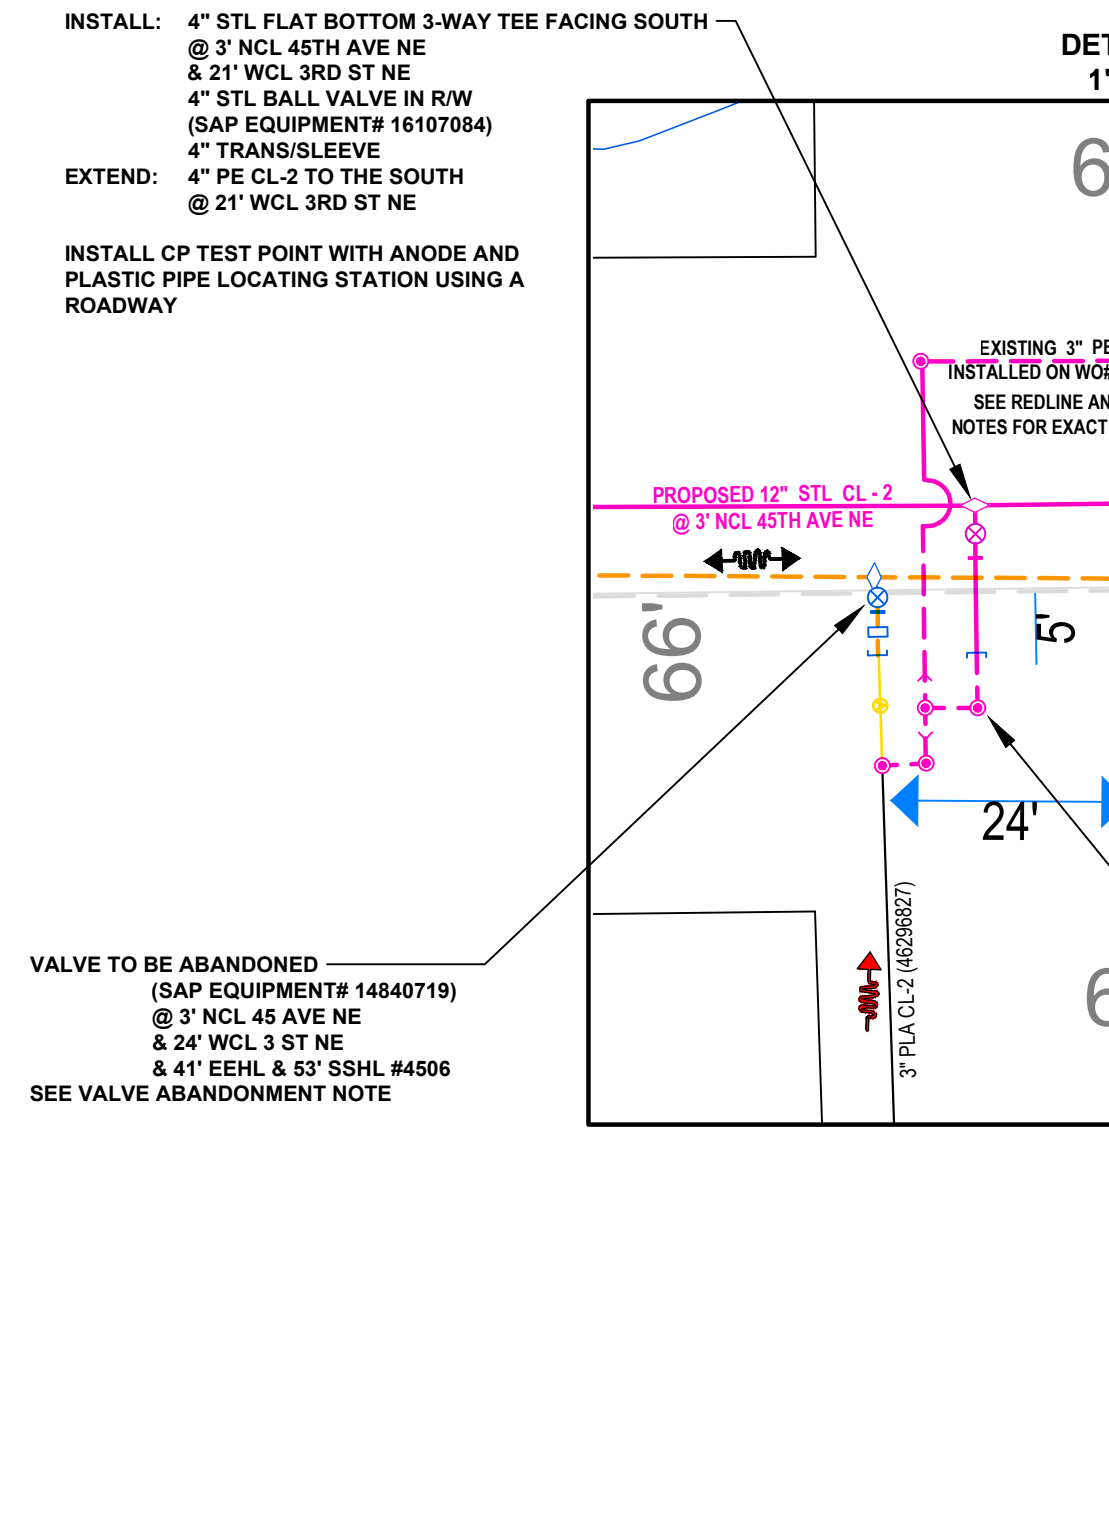 INSTALL: 4" STL FLAT BOTTOM 3-WAY TEE FACING SOUTH
@ 3' NCL 45TH AVE NE
& 21' WCL 3RD ST NE
4" STL BALL VALVE IN R/W
(SAP EQUIPMENT# 16107084)
4" TRANS/SLEEVE
EXTEND: 4" PE CL-2 TO THE SOUTH
@ 21' WCL 3RD ST NE
INSTALL CP TEST POINT WITH ANODE AND
PLASTIC PIPE LOCATING STATION USING A
ROADWAY
DET
1"
6
EXISTING 3" PE
INSTALLED ON WO#
SEE REDLINE AN
NOTES FOR EXACT
PROPOSED 12" STL CL - 2
@ 3' NCL 45TH AVE NE
66'
5'
24'
3" PLA CL-2 (46296827)
6
VALVE TO BE ABANDONED
(SAP EQUIPMENT# 14840719)
@ 3' NCL 45 AVE NE
& 24' WCL 3 ST NE
& 41' EEHL & 53' SSHL #4506
SEE VALVE ABANDONMENT NOTE